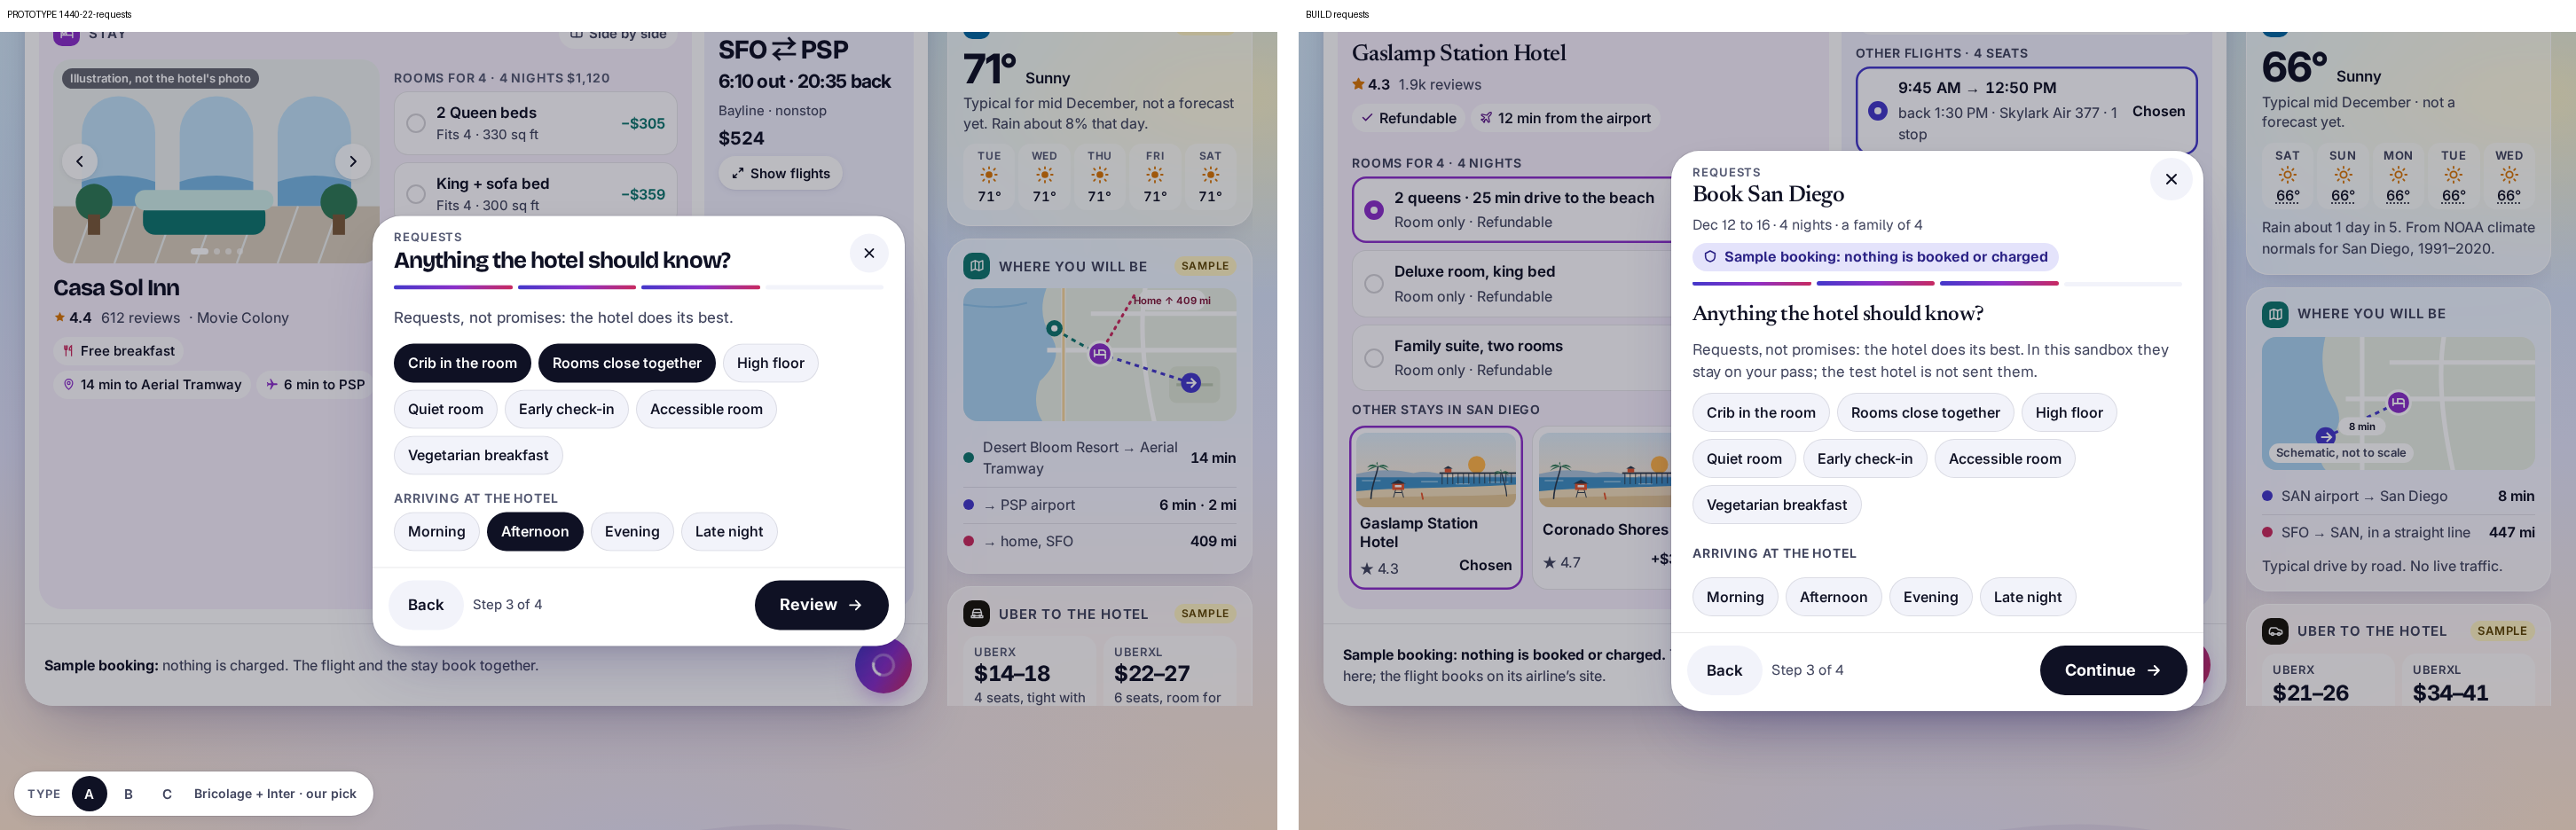 PROTOTYPE 1440-22-requests
STAY
Side by side
Illustration, not the hotel's photo
Casa Sol Inn
4.4 612 reviews · Movie Colony
Free breakfast
14 min to Aerial Tramway
6 min to PSP
ROOMS FOR 4 · 4 NIGHTS $1,120
2 Queen beds
Fits 4 · 330 sq ft
−$305
King + sofa bed
Fits 4 · 300 sq ft
−$359
SFO ⇄ PSP
6:10 out · 20:35 back
Bayline · nonstop
$524
Show flights
REQUESTS
Anything the hotel should know?
Requests, not promises: the hotel does its best.
Crib in the room
Rooms close together
High floor
Quiet room
Early check-in
Accessible room
Vegetarian breakfast
ARRIVING AT THE HOTEL
Morning
Afternoon
Evening
Late night
Back
Step 3 of 4
Review →
Sample booking: nothing is charged. The flight and the stay book together.
71° Sunny
Typical for mid December, not a forecast
yet. Rain about 8% that day.
TUE WED THU FRI SAT
71° 71° 71° 71° 71°
WHERE YOU WILL BE
SAMPLE
Home ↑ 409 mi
Desert Bloom Resort → Aerial
Tramway
14 min
→ PSP airport
6 min · 2 mi
→ home, SFO
409 mi
UBER TO THE HOTEL
SAMPLE
UBERX
$14–18
4 seats, tight with
UBERXL
$22–27
6 seats, room for
TYPE A B C Bricolage + Inter · our pick
BUILD requests
Gaslamp Station Hotel
4.3 1.9k reviews
Refundable
12 min from the airport
ROOMS FOR 4 · 4 NIGHTS
2 queens · 25 min drive to the beach
Room only · Refundable
Deluxe room, king bed
Room only · Refundable
Family suite, two rooms
Room only · Refundable
OTHER STAYS IN SAN DIEGO
Gaslamp Station
Hotel
★ 4.3
Chosen
Coronado Shores
★ 4.7
OTHER FLIGHTS · 4 SEATS
9:45 AM → 12:50 PM
back 1:30 PM · Skylark Air 377 · 1
stop
Chosen
REQUESTS
Book San Diego
Dec 12 to 16 · 4 nights · a family of 4
Sample booking: nothing is booked or charged
Anything the hotel should know?
Requests, not promises: the hotel does its best. In this sandbox they
stay on your pass; the test hotel is not sent them.
Crib in the room
Rooms close together
High floor
Quiet room
Early check-in
Accessible room
Vegetarian breakfast
ARRIVING AT THE HOTEL
Morning
Afternoon
Evening
Late night
Back
Step 3 of 4
Continue →
Sample booking: nothing is booked or charged.
here; the flight books on its airline's site.
66° Sunny
Typical mid December · not a
forecast yet.
SAT SUN MON TUE WED
66° 66° 66° 66° 66°
Rain about 1 day in 5. From NOAA climate
normals for San Diego, 1991–2020.
WHERE YOU WILL BE
8 min
Schematic, not to scale
SAN airport → San Diego
8 min
SFO → SAN, in a straight line
447 mi
Typical drive by road. No live traffic.
UBER TO THE HOTEL
SAMPLE
UBERX
$21–26
UBERXL
$34–41